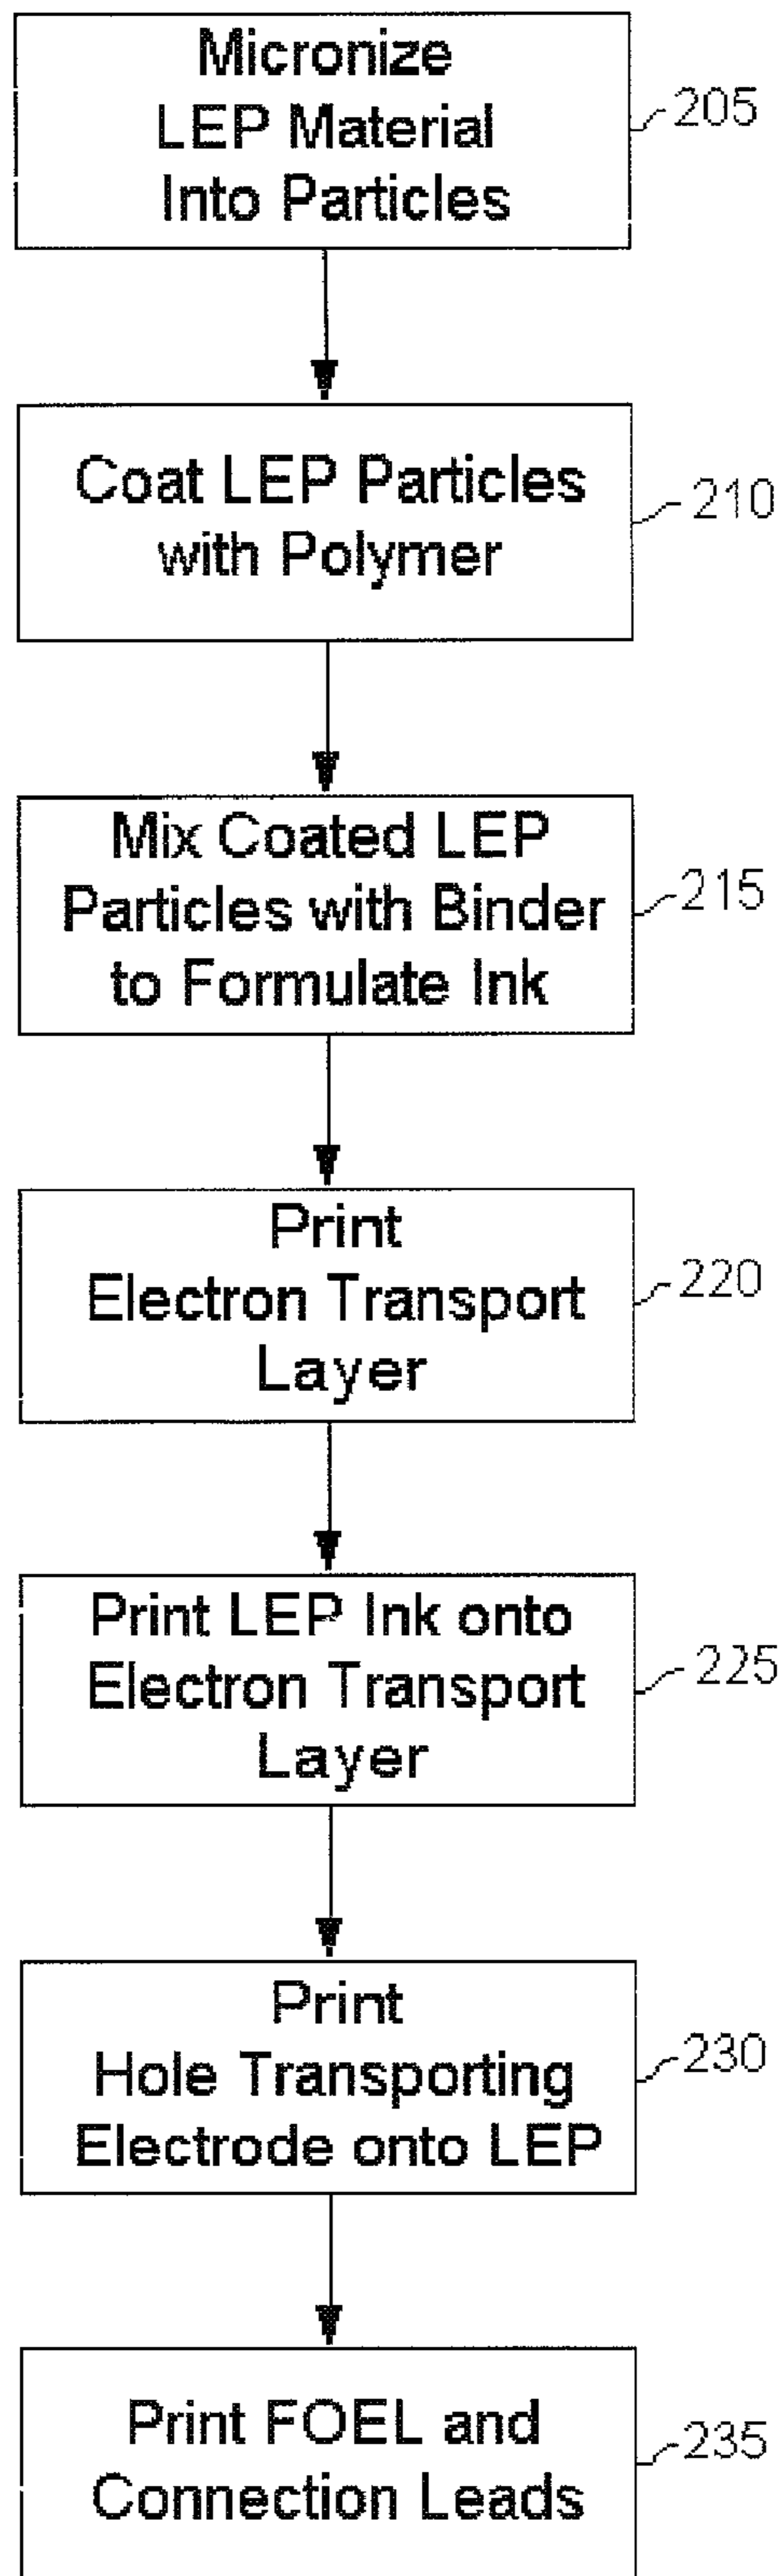 Micronize
LEP Material
Into Particles
205
Coat LEP Particles
with Polymer
210
Mix Coated LEP
Particles with Binder
to Formulate Ink
215
Print
Electron Transport
Layer
220
Print LEP Ink onto
Electron Transport
Layer
225
Print
Hole Transporting
Electrode onto LEP
230
Print FOEL and
Connection Leads
235